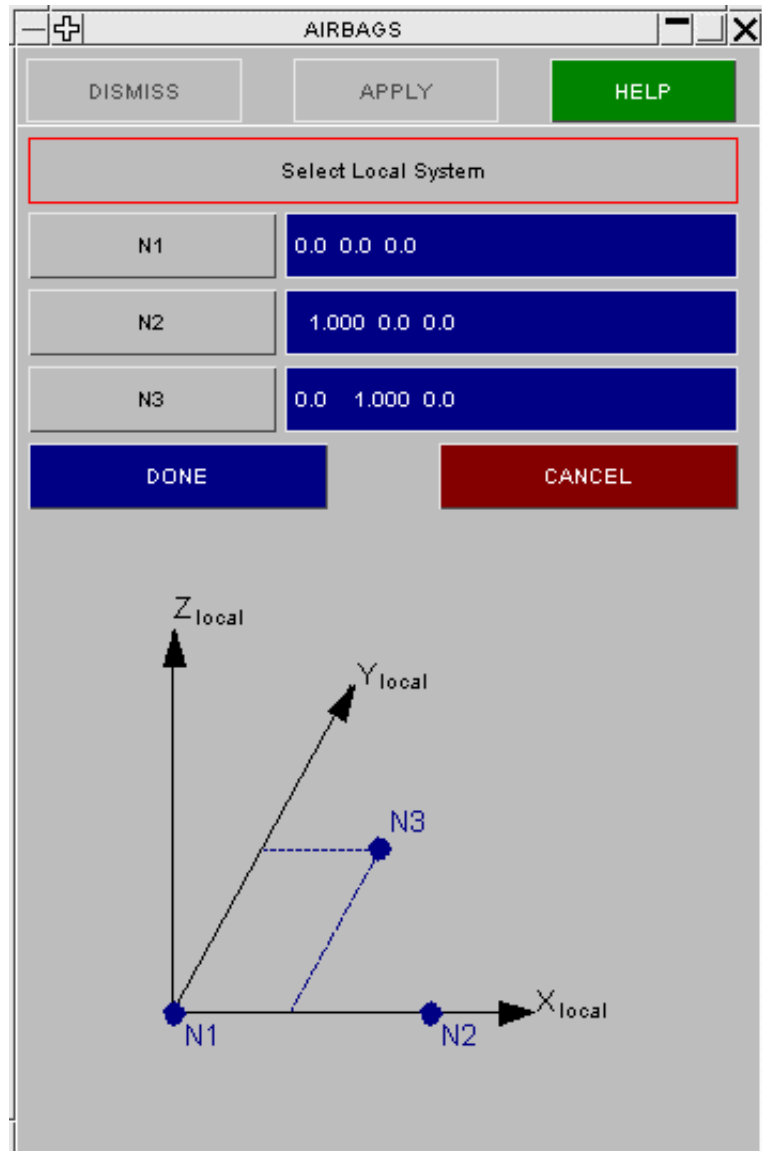 AIRBAGS
DISMISS APPLY HELP
Select Local System
N1 0.0 0.0 0.0
N2 1.000 0.0 0.0
N3 0.0 1.000 0.0
DONE CANCEL
Zlocal
Ylocal
N3
Xlocal
N1 N2